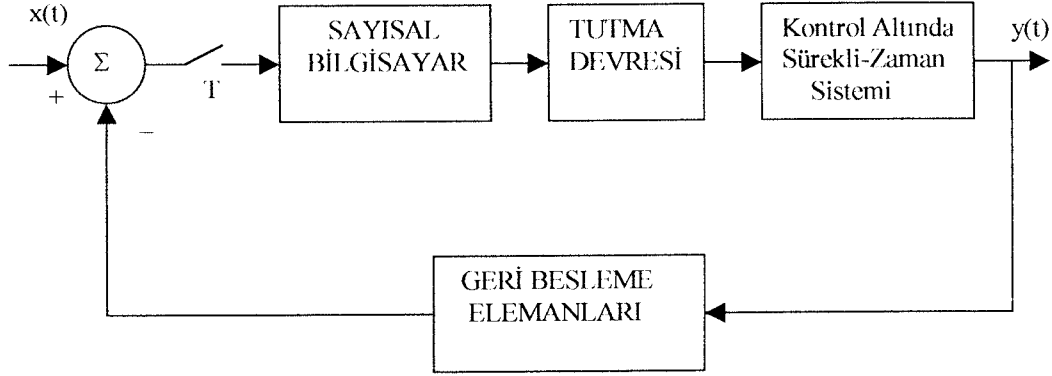 x(t)
Σ
+
−
T
SAYISAL
BİLGİSAYAR
TUTMA
DEVRESİ
Kontrol Altında
Sürekli-Zaman
Sistemi
y(t)
GERİ BESLEME
ELEMANLARI